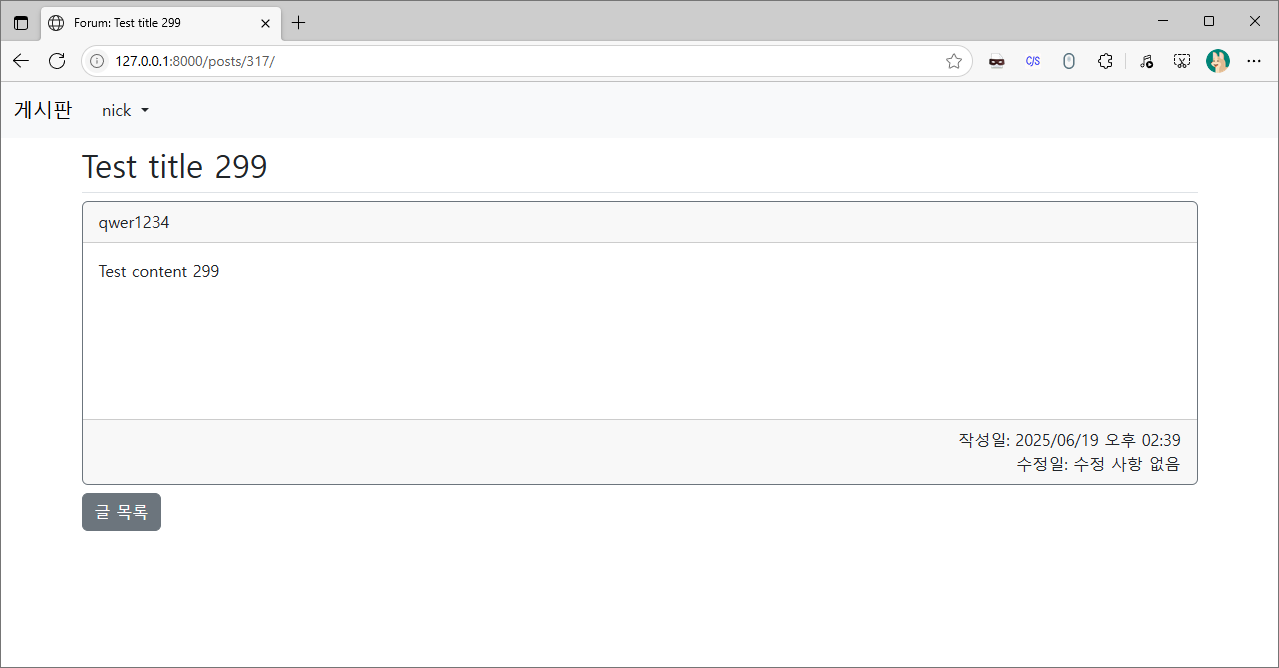 Forum: Test title 299
127.0.0.1:8000/posts/317/
C/S
게시판 nick
Test title 299
qwer1234
Test content 299
작성일: 2025/06/19 오후 02:39
수정일: 수정 사항 없음
글 목록